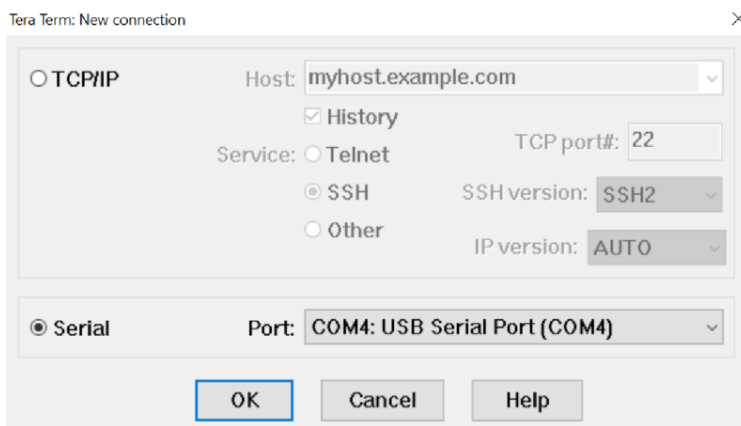 Tera Term: New connection
TCP/IP Host: myhost.example.com
History
Service: Telnet TCP port#: 22
SSH SSH version: SSH2
Other IP version: AUTO
Serial Port: COM4: USB Serial Port (COM4)
OK Cancel Help